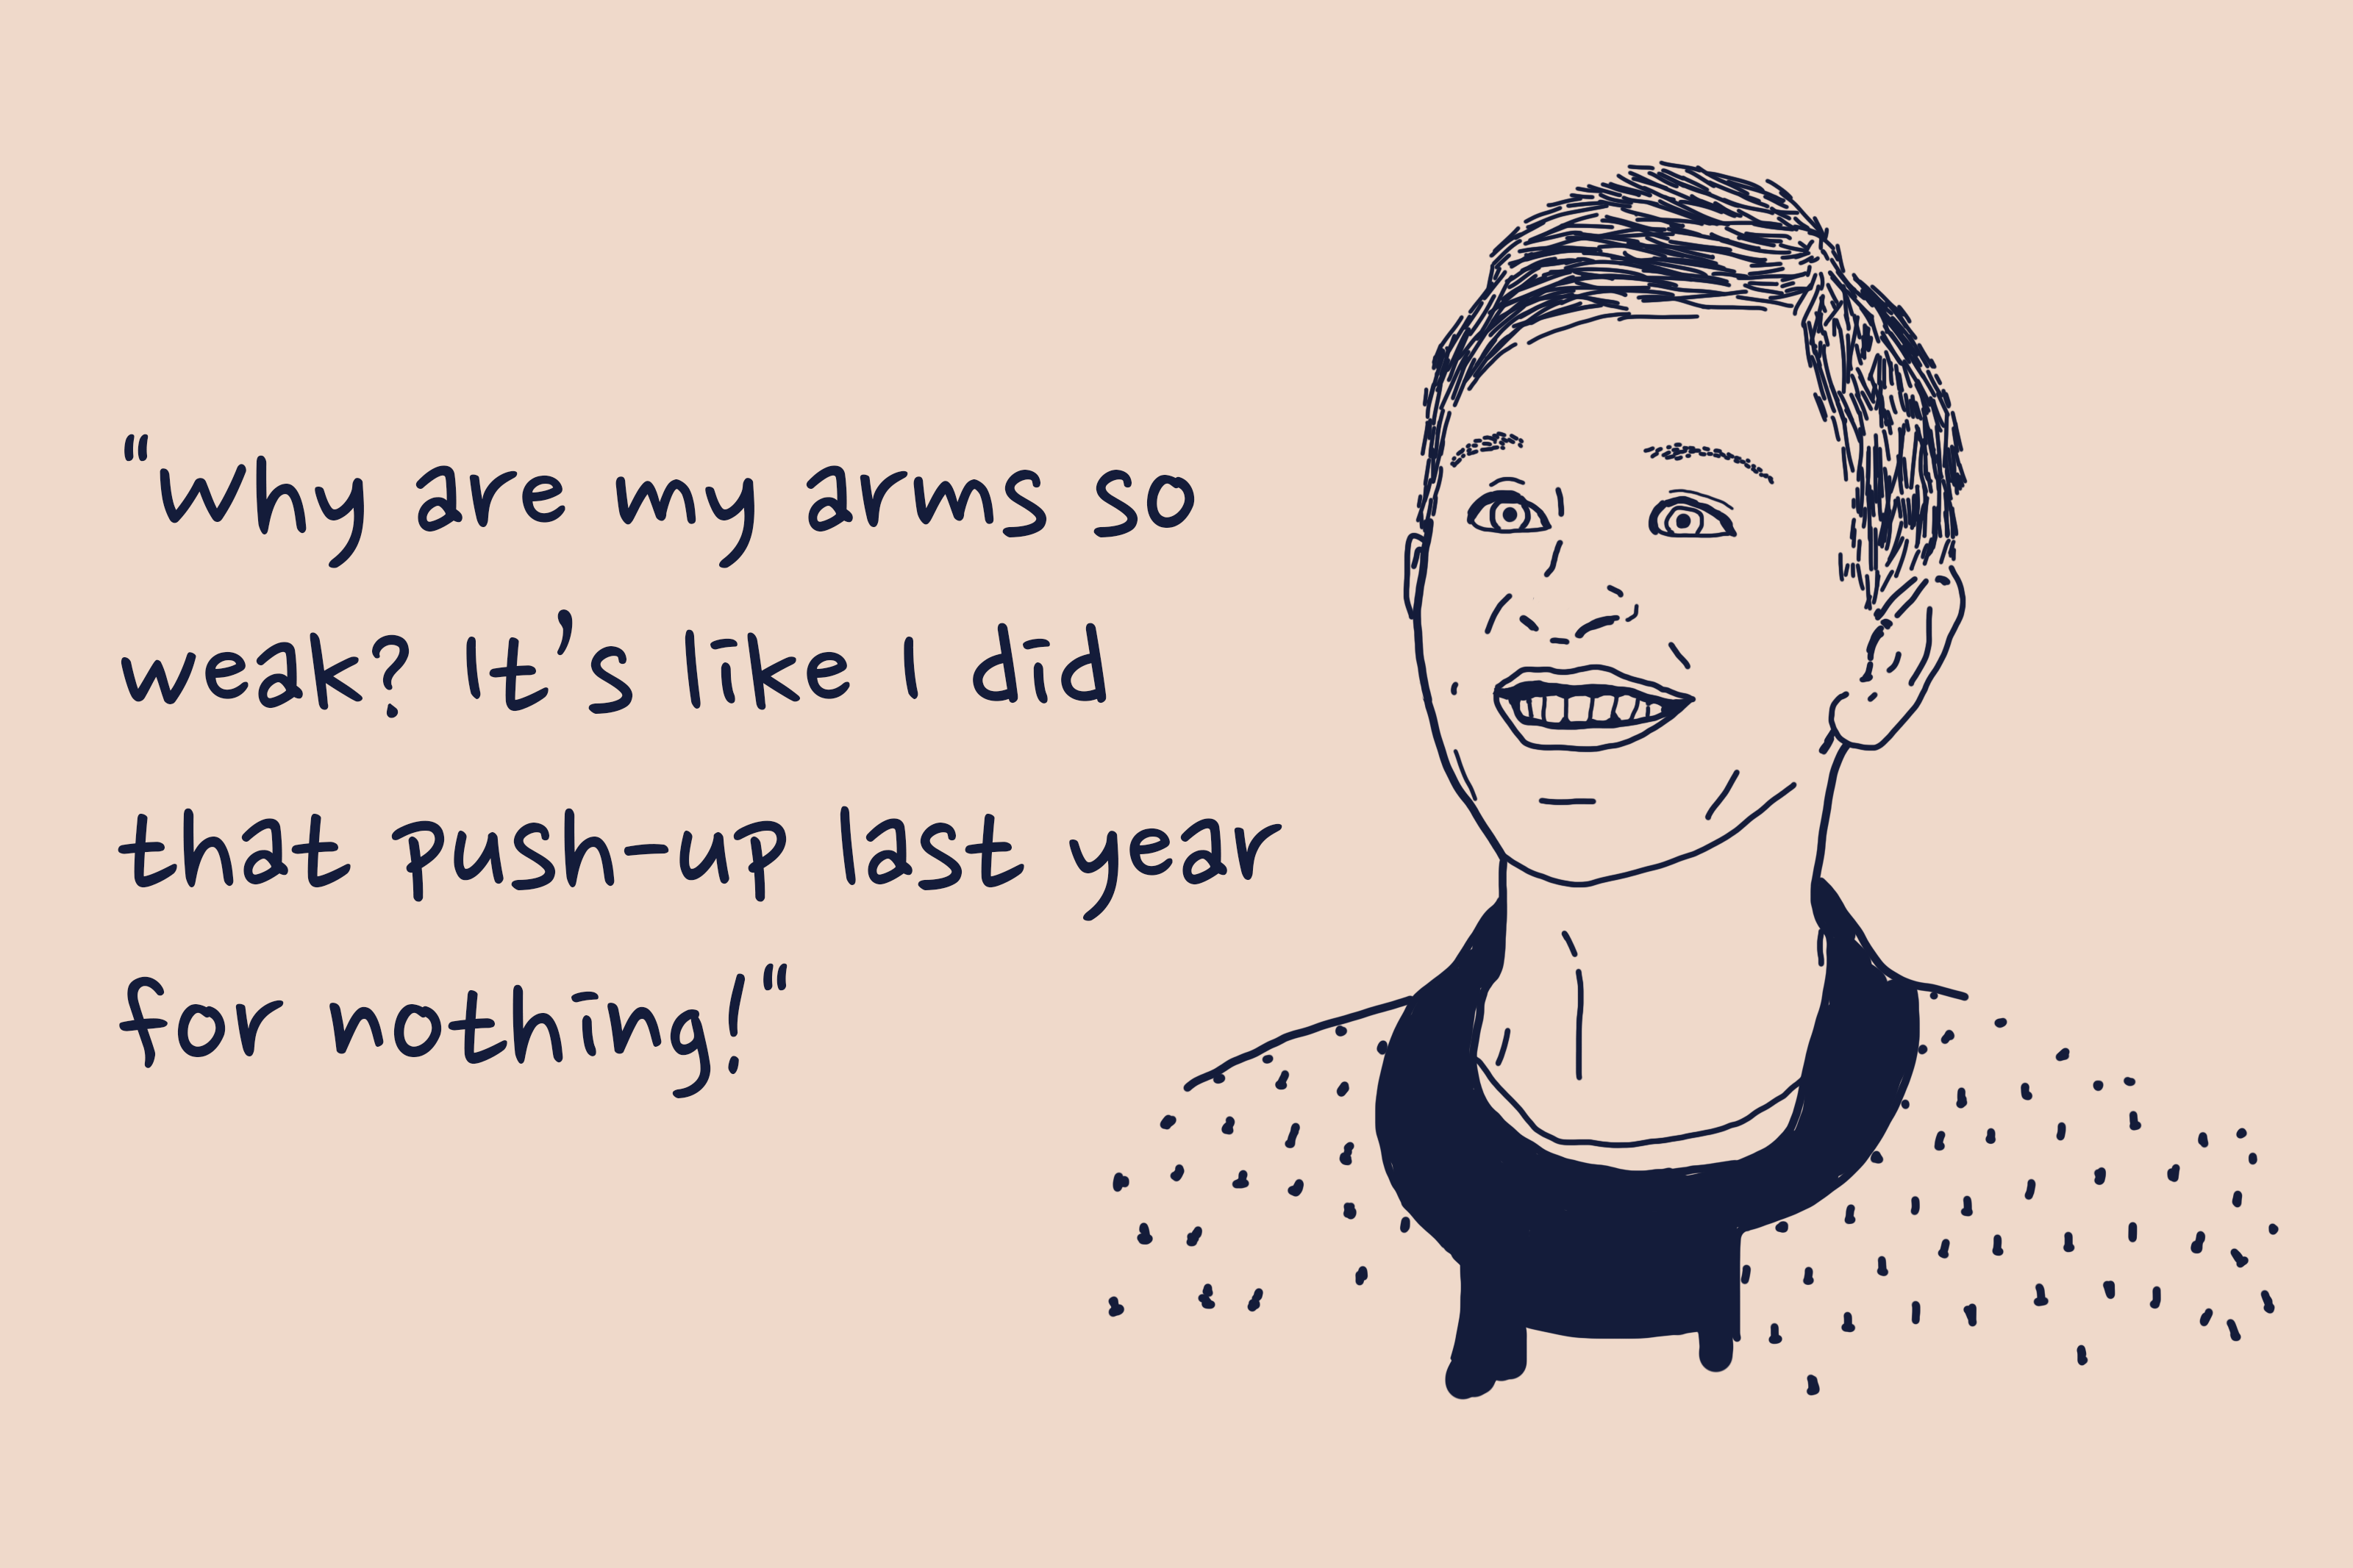 "Why are my arms so
weak? It's like I did
that push-up last year
for nothing!"